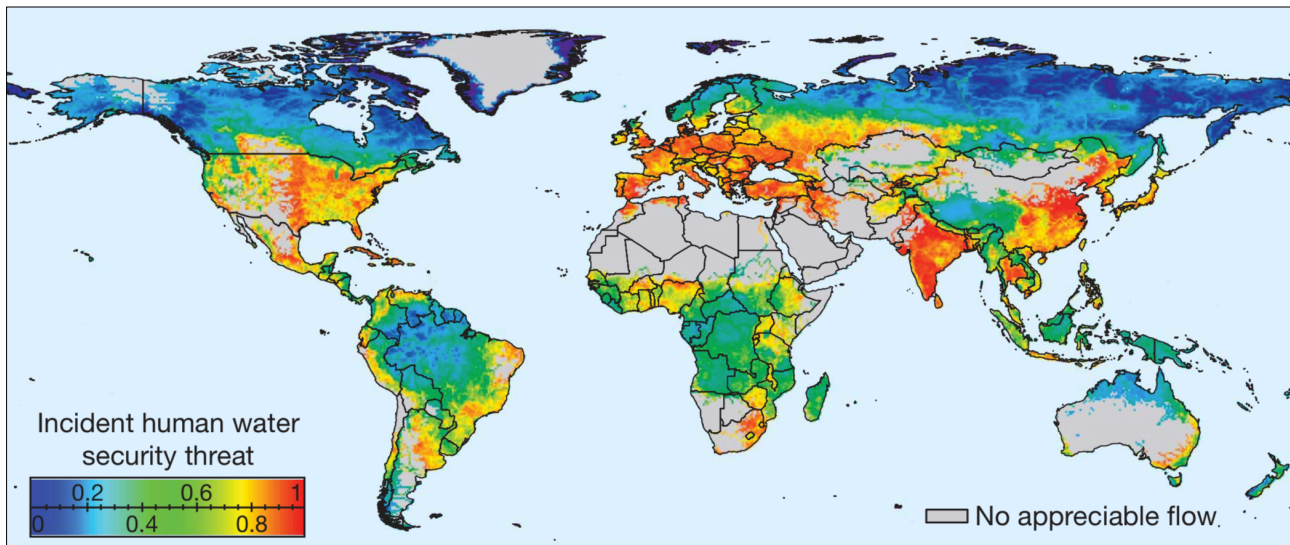 Incident human water
security threat
0.2 0.6 1
0 0.4 0.8
No appreciable flow